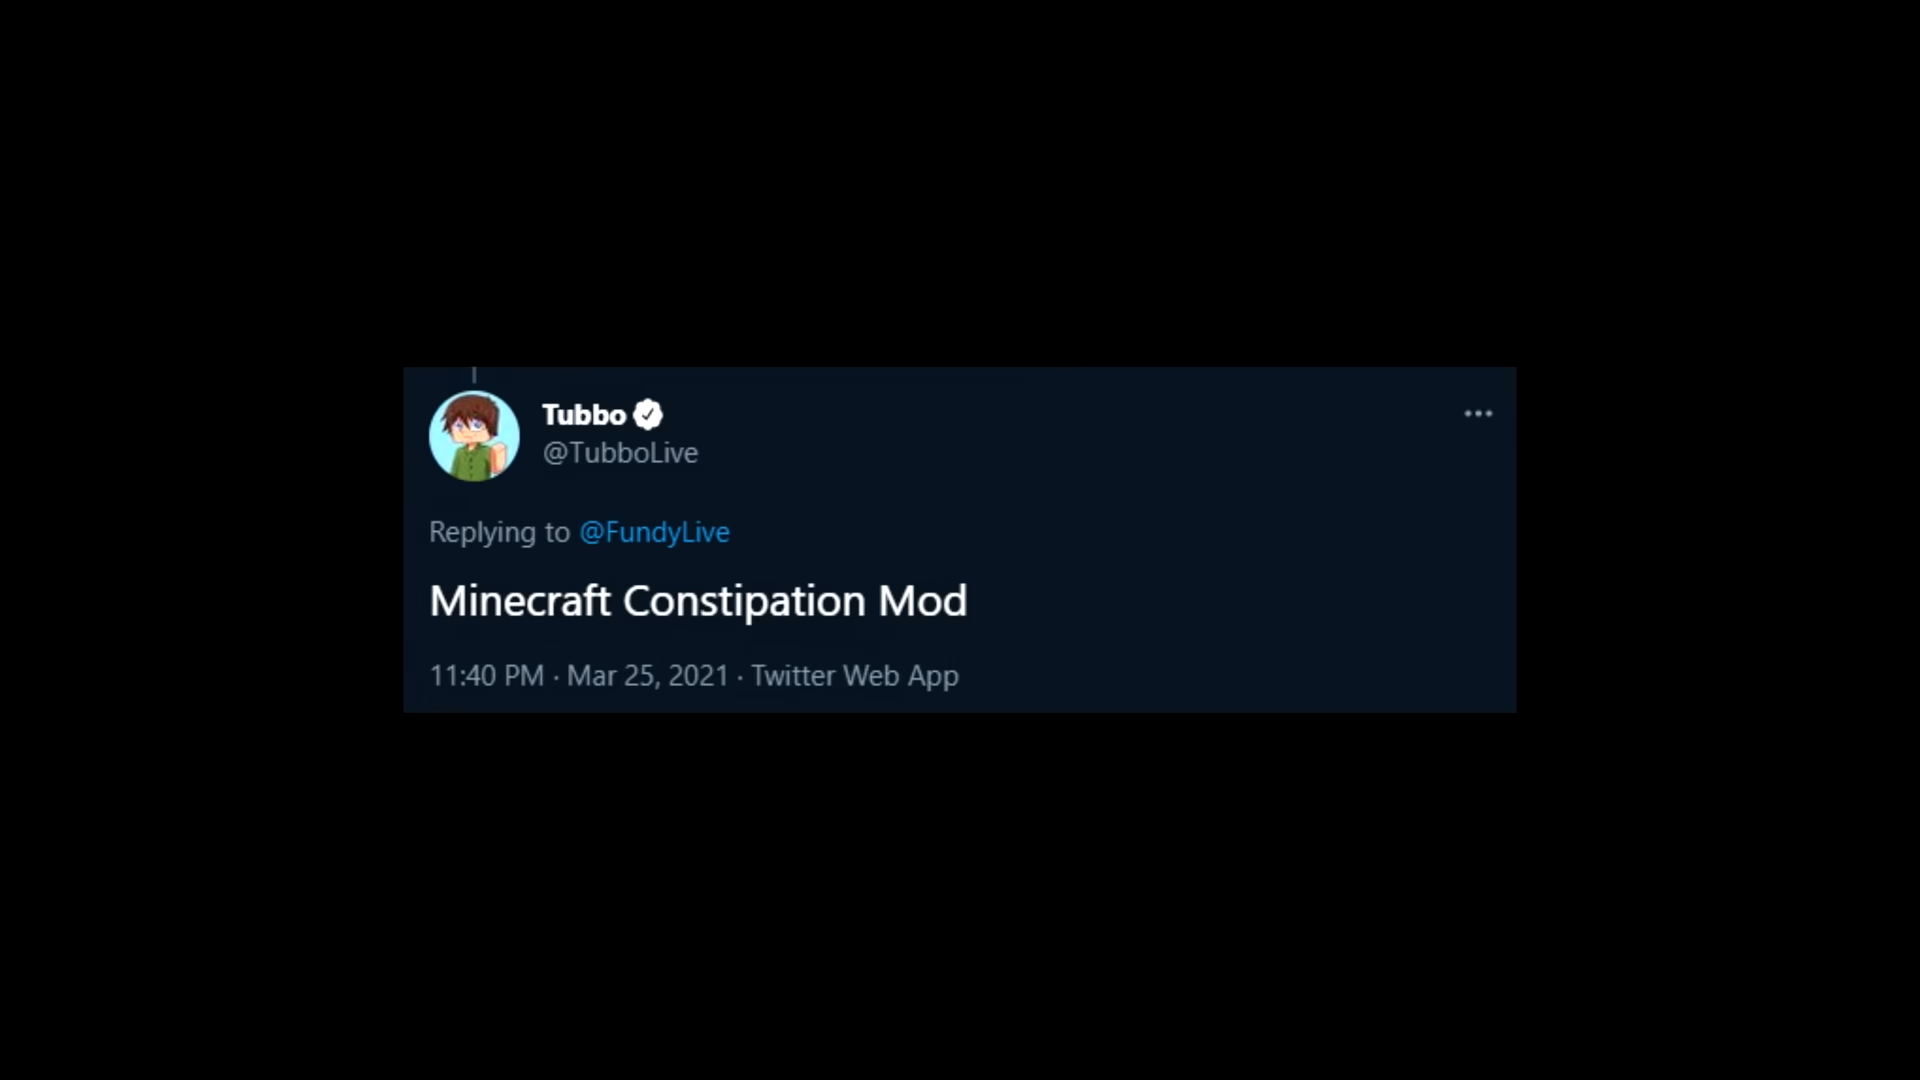 Tubbo
@TubboLive
Replying to @FundyLive
Minecraft Constipation Mod
11:40 PM · Mar 25, 2021 · Twitter Web App